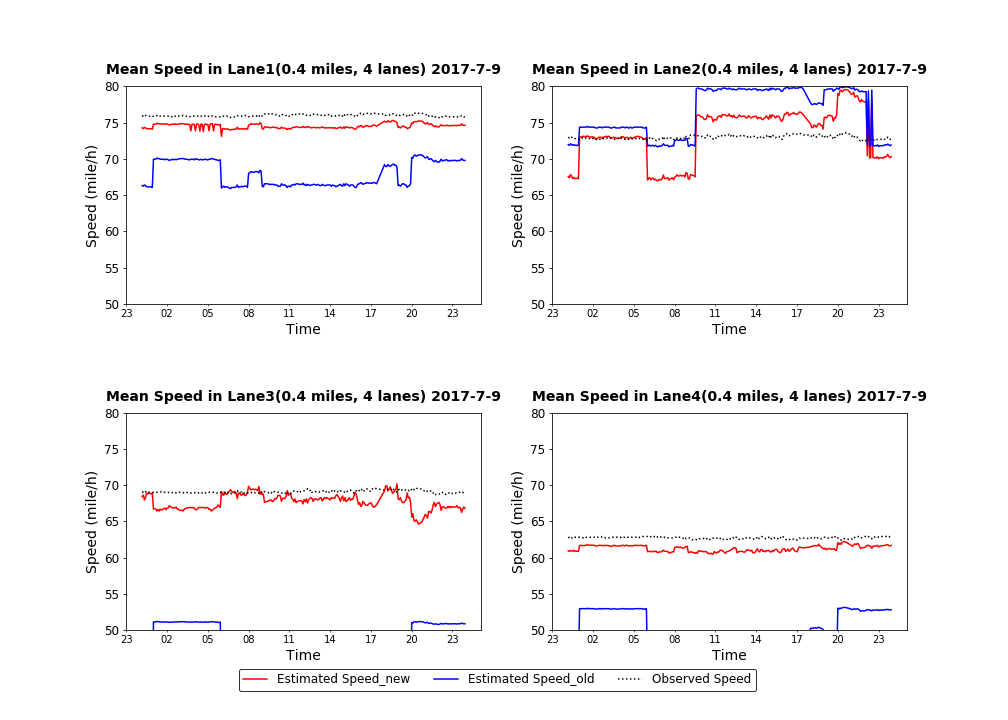 Mean Speed in Lane1(0.4 miles, 4 lanes) 2017-7-9
80
75
70
65
60
55
50
Speed (mile/h)
23 02 05 08 11 14 17 20 23
Time
Mean Speed in Lane2(0.4 miles, 4 lanes) 2017-7-9
80
75
70
65
60
55
50
Speed (mile/h)
23 02 05 08 11 14 17 20 23
Time
Mean Speed in Lane3(0.4 miles, 4 lanes) 2017-7-9
80
75
70
65
60
55
50
Speed (mile/h)
23 02 05 08 11 14 17 20 23
Time
Mean Speed in Lane4(0.4 miles, 4 lanes) 2017-7-9
80
75
70
65
60
55
50
Speed (mile/h)
23 02 05 08 11 14 17 20 23
Time
Estimated Speed_new Estimated Speed_old Observed Speed